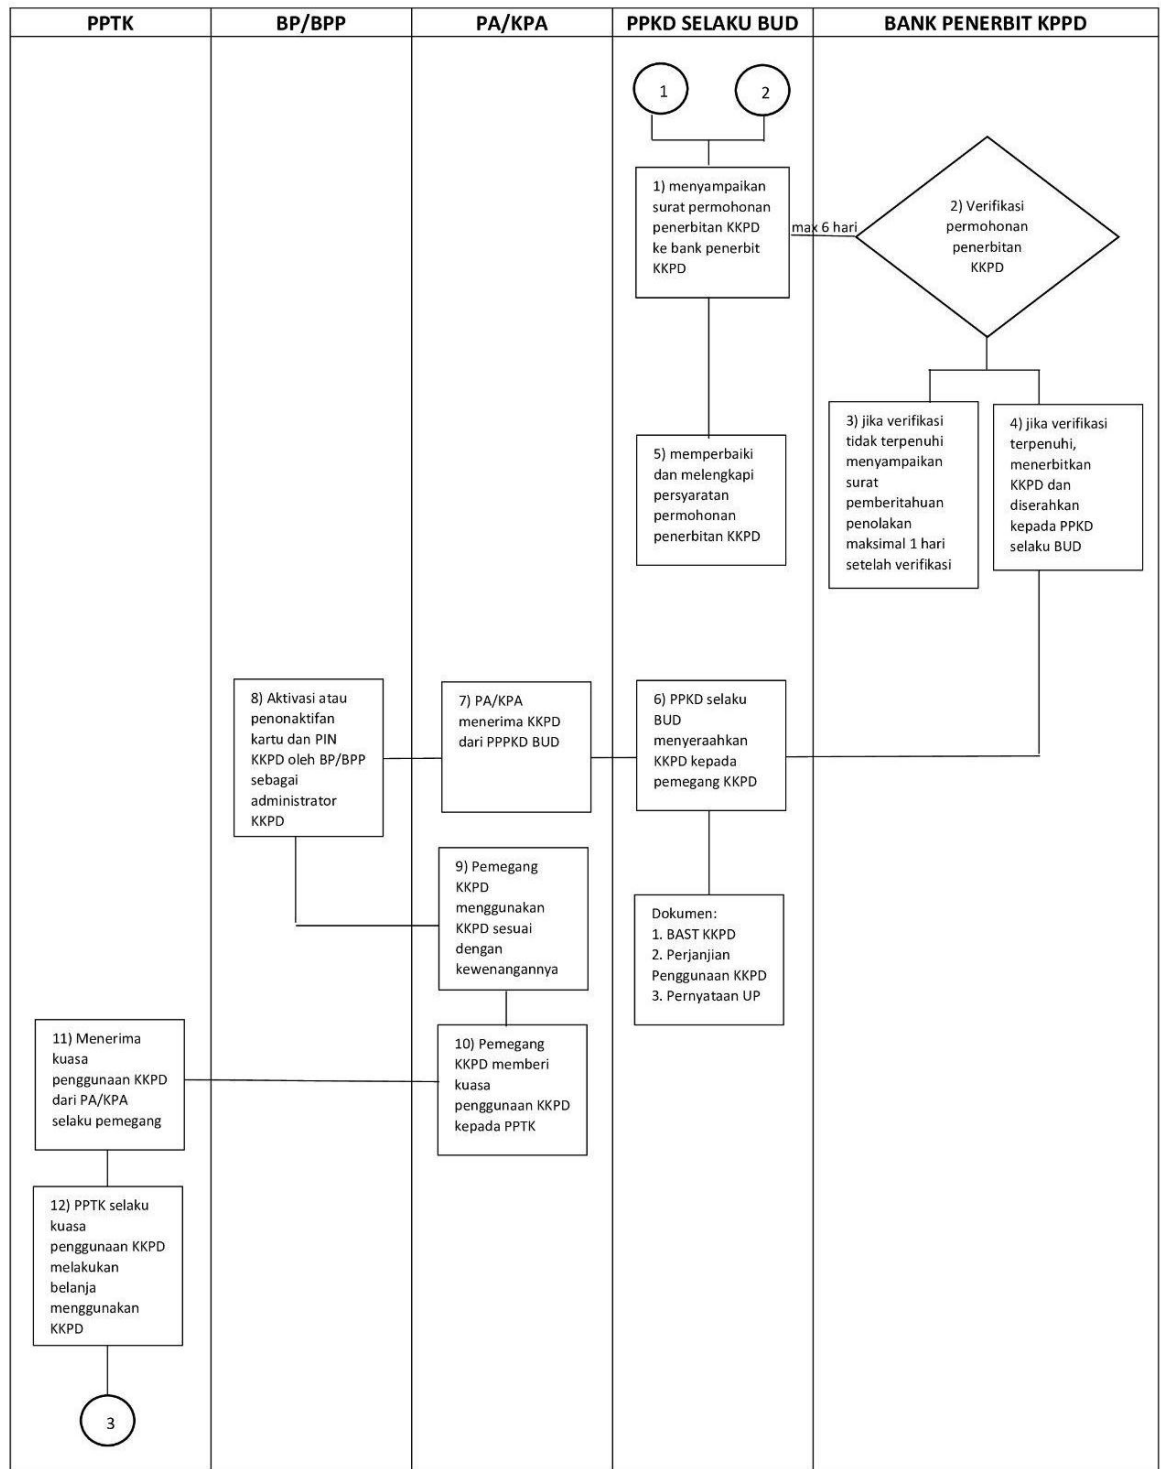 PPTK
BP/BPP
PA/KPA
PPKD SELAKU BUD
BANK PENERBIT KPPD
1
2
1) menyampaikan
surat permohonan
penerbitan KKPD
ke bank penerbit
KKPD
max 6 hari
2) Verifikasi
permohonan
penerbitan
KKPD
3) jika verifikasi
tidak terpenuhi
menyampaikan
surat
pemberitahuan
penolakan
maksimal 1 hari
setelah verifikasi
4) jika verifikasi
terpenuhi,
menerbitkan
KKPD dan
diserahkan
kepada PPKD
selaku BUD
5) memperbaiki
dan melengkapi
persyaratan
permohonan
penerbitan KKPD
6) PPKD selaku
BUD
menyeraahkan
KKPD kepada
pemegang KKPD
7) PA/KPA
menerima KKPD
dari PPPKD BUD
8) Aktivasi atau
penonaktifan
kartu dan PIN
KKPD oleh BP/BPP
sebagai
administrator
KKPD
9) Pemegang
KKPD
menggunakan
KKPD sesuai
dengan
kewenangannya
Dokumen:
1. BAST KKPD
2. Perjanjian
Penggunaan KKPD
3. Pernyataan UP
10) Pemegang
KKPD memberi
kuasa
penggunaan KKPD
kepada PPTK
11) Menerima
kuasa
penggunaan KKPD
dari PA/KPA
selaku pemegang
12) PPTK selaku
kuasa
penggunaan KKPD
melakukan
belanja
menggunakan
KKPD
3